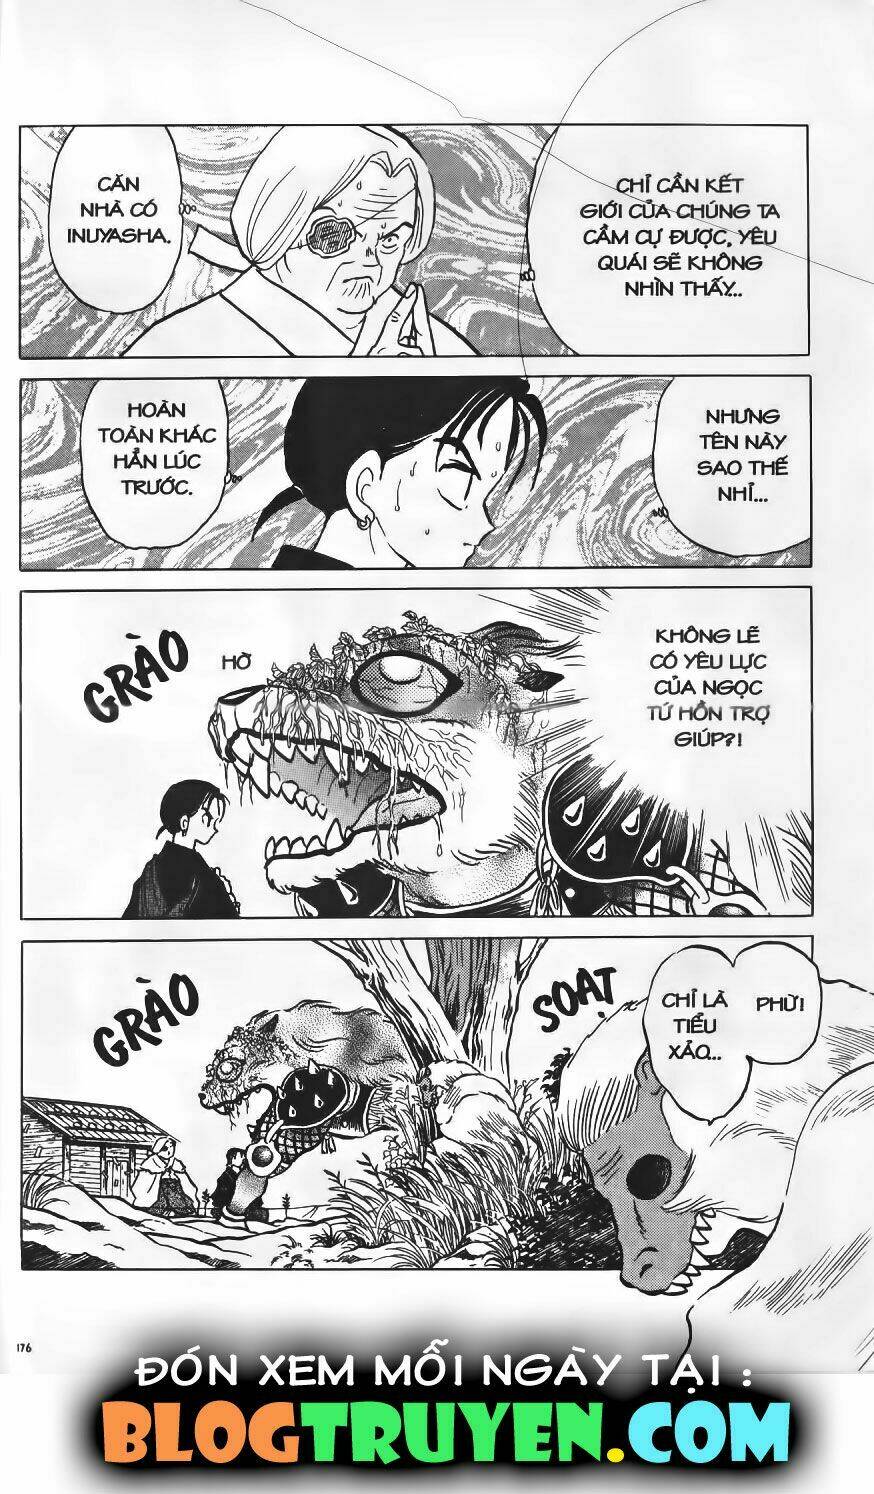 CHỈ CẦN KẾT
GIỚI CỦA CHÚNG TA
CẦM CỰ ĐƯỢC, YÊU
QUÁI SẼ KHÔNG
NHÌN THẤY...
CĂN
NHÀ CÓ
INUYASHA.
NHƯNG
TÊN NÀY
SAO THẾ
NHỈ...
HOÀN
TOÀN KHÁC
HẲN LÚC
TRƯỚC.
KHÔNG LẼ
CÓ YÊU LỰC
CỦA NGỌC
TỨ HỒN TRỢ
GIÚP?!
HỜ
GRÀO
PHỪ!
CHỈ LÀ
TIỂU
XẢO...
SOẠT
GRÀO
176
ĐÓN XEM MỖI NGÀY TẠI :
BLOGTRUYEN.COM